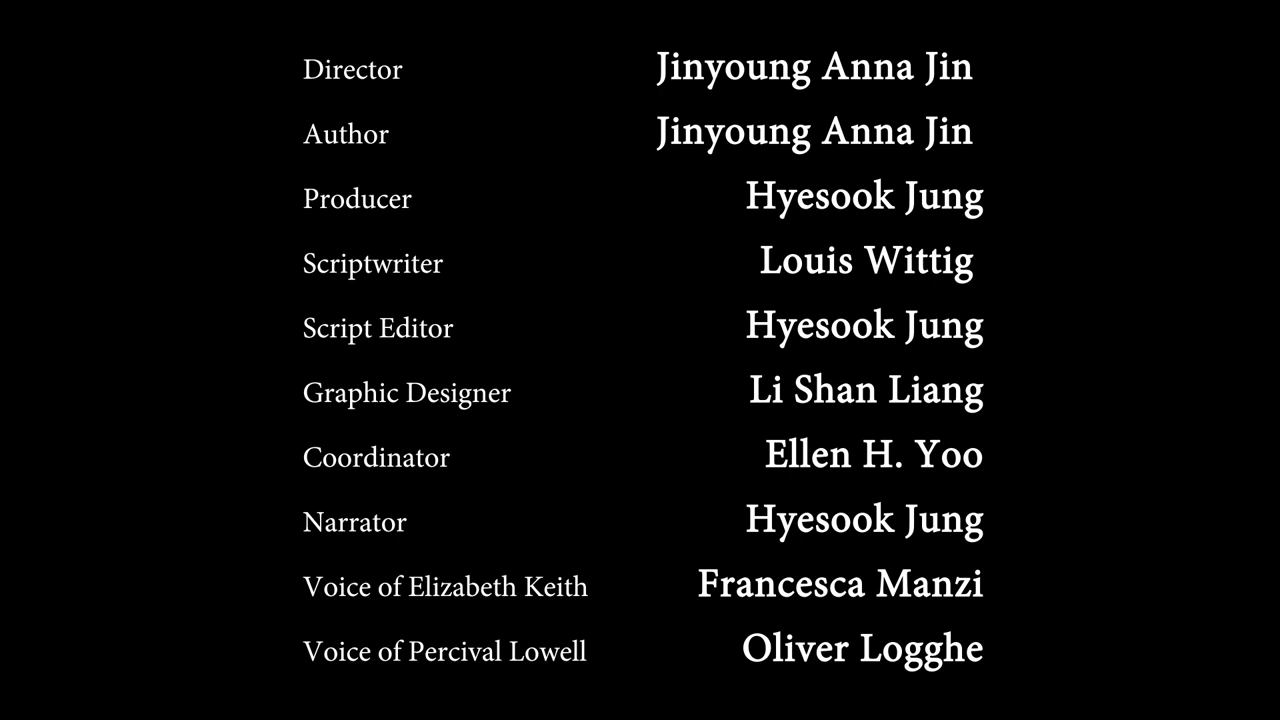 Director Jinyoung Anna Jin
Author Jinyoung Anna Jin
Producer Hyesook Jung
Scriptwriter Louis Wittig
Script Editor Hyesook Jung
Graphic Designer Li Shan Liang
Coordinator Ellen H. Yoo
Narrator Hyesook Jung
Voice of Elizabeth Keith Francesca Manzi
Voice of Percival Lowell Oliver Logghe